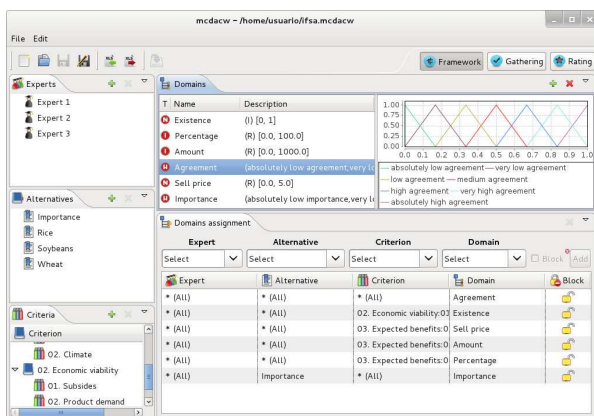 mcdacw - /home/usuario/ifsa.mcdacw
File Edit
Framework Gathering Rating
Experts
Expert 1
Expert 2
Expert 3
Alternatives
Importance
Rice
Soybeans
Wheat
Criteria
Criterion
02. Climate
02. Economic viability
01. Subsides
02. Product demand
Domains
T Name Description
Existence (I) [0, 1]
Percentage (R) [0.0, 100.0]
Amount (R) [0.0, 1000.0]
Agreement (absolutely low agreement,very lo
Sell price (R) [0.0, 5.0]
Importance (absolutely low importance,very lo
1.00
0.75
0.50
0.25
0.00
0.0 0.1 0.2 0.3 0.4 0.5 0.6 0.7 0.8 0.9 1.0
absolutely low agreement very low agreement
low agreement medium agreement
high agreement very high agreement
absolutely high agreement
Domains assignment
Expert Alternative Criterion Domain
Select Select Select Select Block Add
Expert Alternative Criterion Domain Block
* (All) * (All) * (All) Agreement
* (All) * (All) 02. Economic viability:03 Existence
* (All) * (All) 03. Expected benefits:0 Sell price
* (All) * (All) 03. Expected benefits:0 Amount
* (All) * (All) 03. Expected benefits:0 Percentage
* (All) Importance * (All) Importance